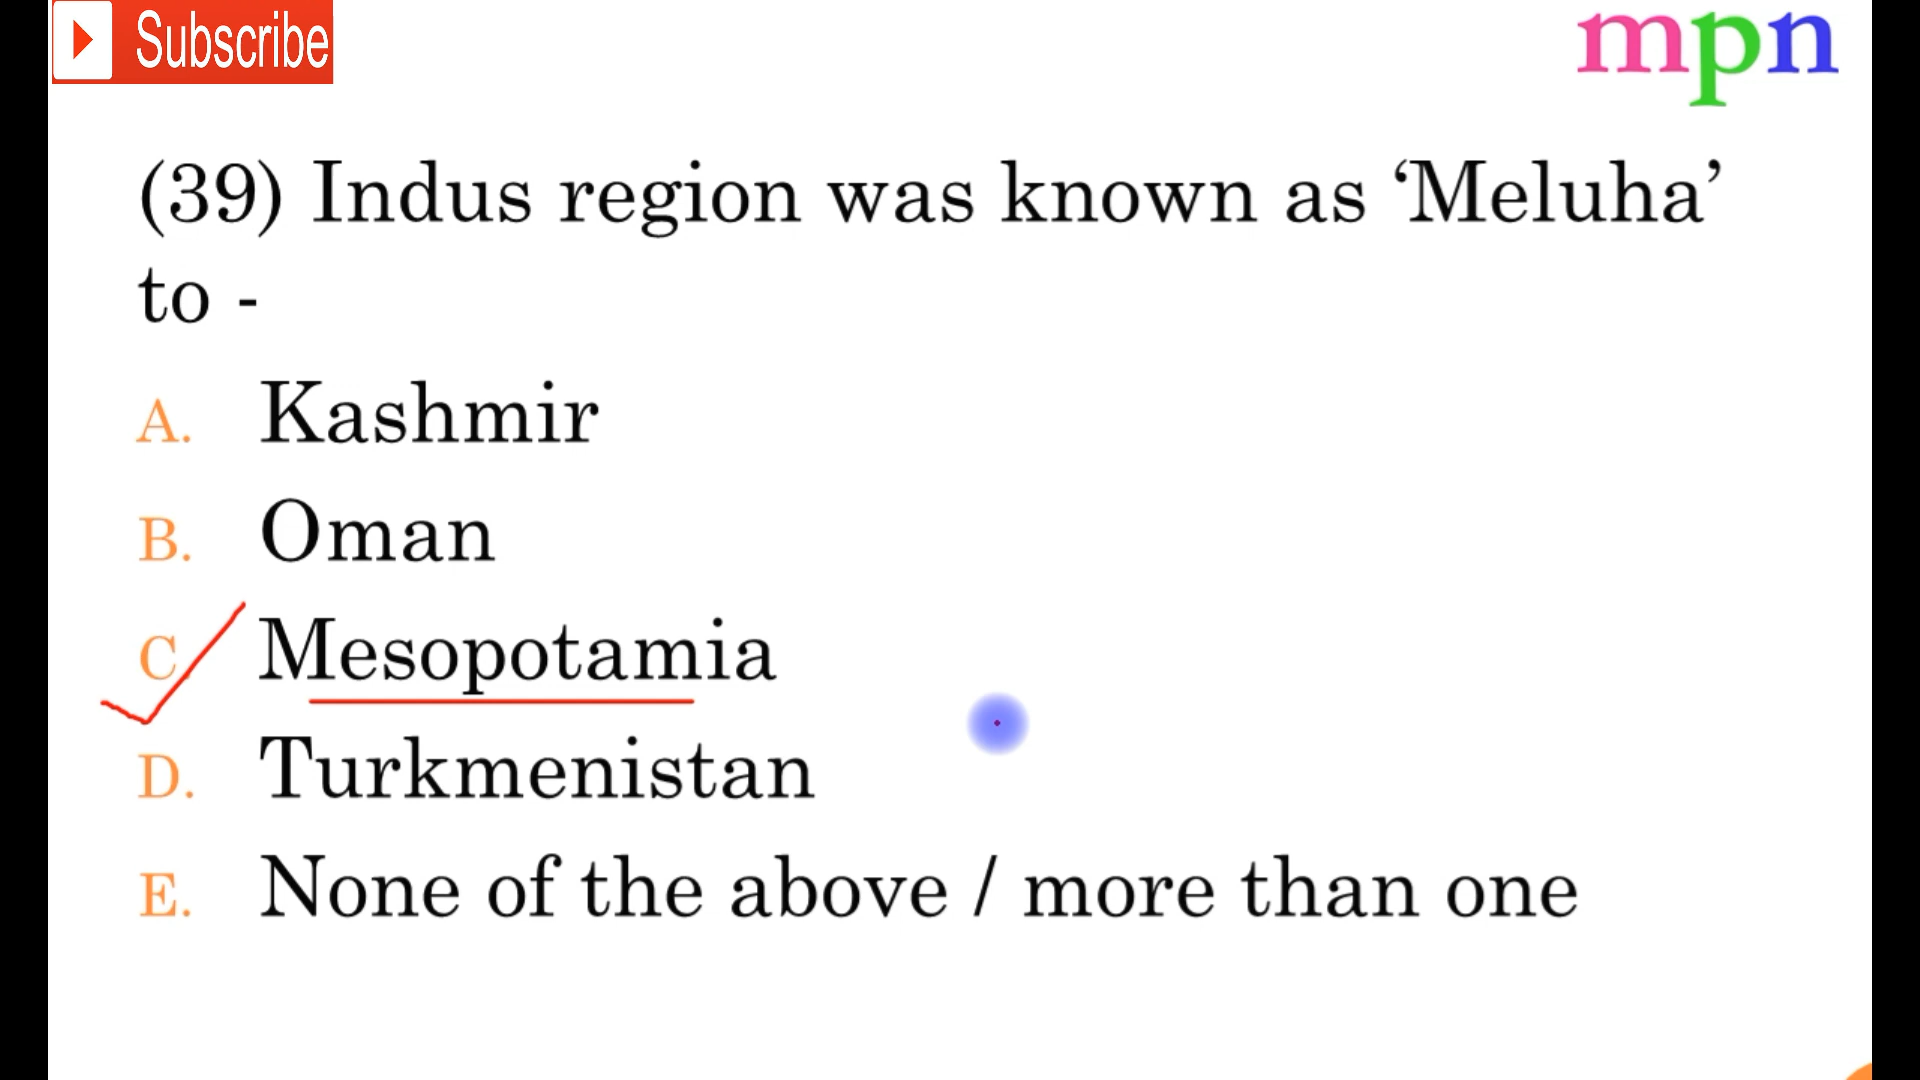 Subscribe
mpn
(39) Indus region was known as ‘Meluha’
to -
A. Kashmir
B. Oman
C Mesopotamia
D. Turkmenistan
E. None of the above / more than one